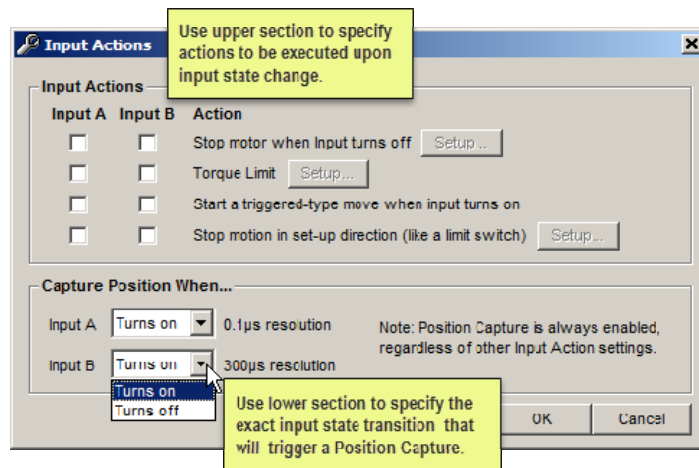 Input Actions
Use upper section to specify
actions to be executed upon
input state change.
Input Actions
Input A Input B Action
Stop motor when Input turns off Setup...
Torque Limit Setup...
Start a triggered-type move when input turns on
Stop motion in set-up direction (like a limit switch) Setup...
Capture Position When...
Input A Turns on 0.1µs resolution
Note: Position Capture is always enabled,
regardless of other Input Action settings.
Input B Turns on 300µs resolution
Turns on
Turns off
Use lower section to specify the
exact input state transition that
will trigger a Position Capture.
OK Cancel